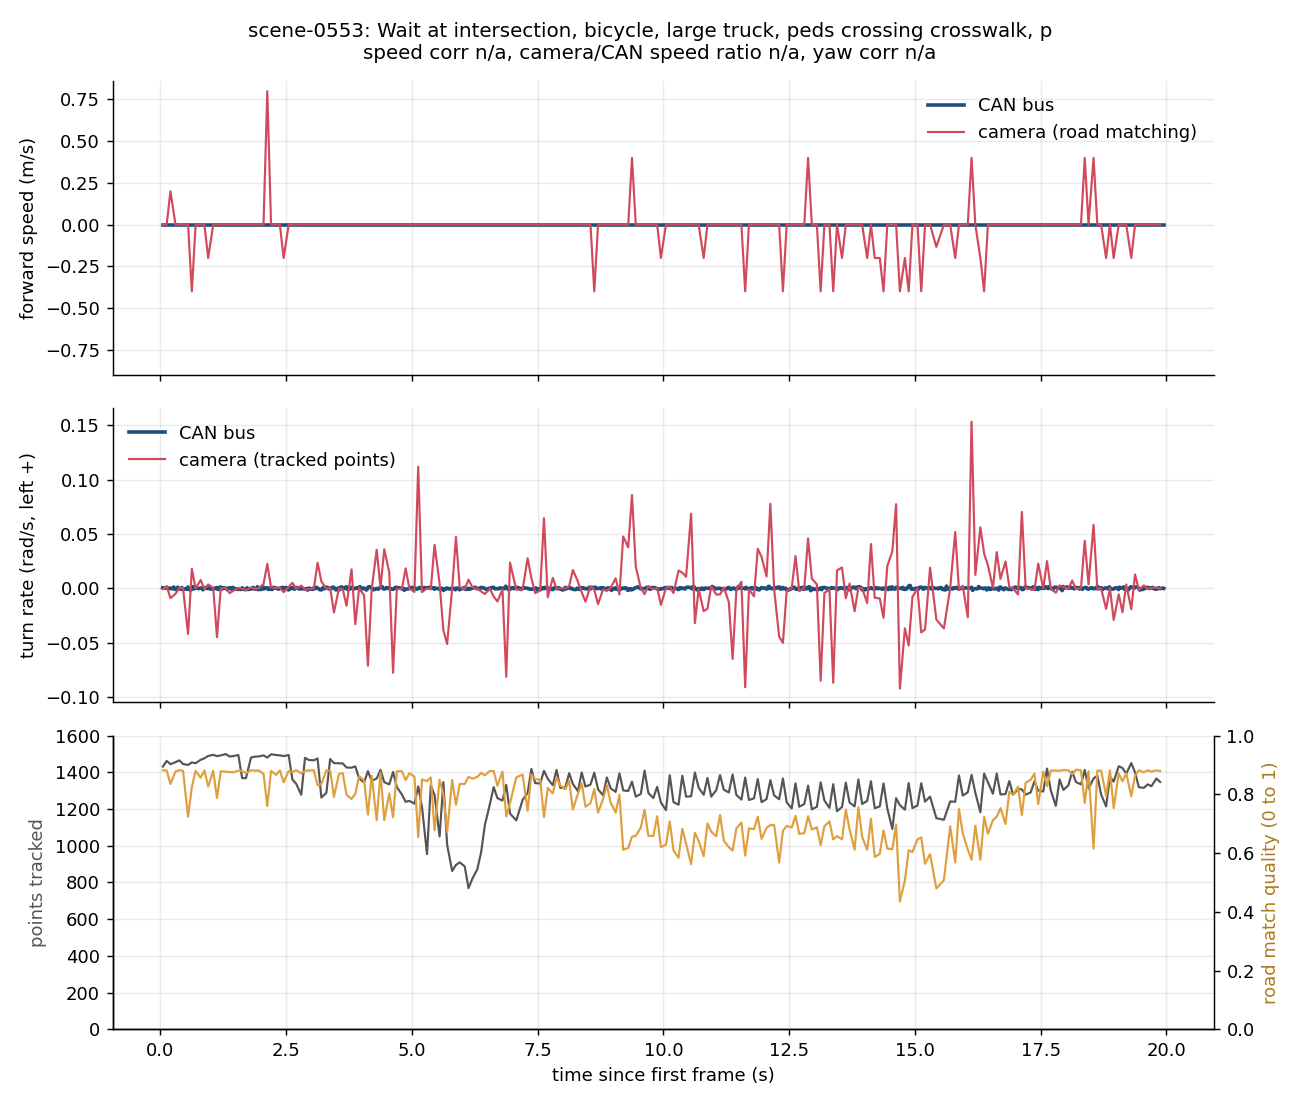 scene-0553: Wait at intersection, bicycle, large truck, peds crossing crosswalk, p
speed corr n/a, camera/CAN speed ratio n/a, yaw corr n/a
forward speed (m/s)
0.75
0.50
0.25
0.00
−0.25
−0.50
−0.75
CAN bus
camera (road matching)
turn rate (rad/s, left +)
0.15
0.10
0.05
0.00
−0.05
−0.10
CAN bus
camera (tracked points)
points tracked
1600
1400
1200
1000
800
600
400
200
0
1.0
0.8
0.6
0.4
0.2
0.0
road match quality (0 to 1)
0.0 2.5 5.0 7.5 10.0 12.5 15.0 17.5 20.0
time since first frame (s)